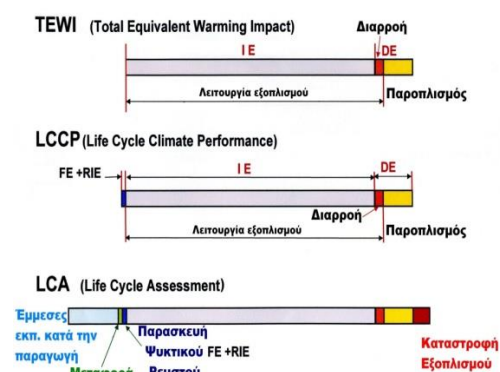 TEWI (Total Equivalent Warming Impact)
Διαρροή
I E
DE
Λειτουργία εξοπλισμού
Παροπλισμός
LCCP (Life Cycle Climate Performance)
FE +RIE
I E
DE
Διαρροή
Λειτουργία εξοπλισμού
Παροπλισμός
LCA (Life Cycle Assessment)
Έμμεσες
εκπ. κατά την
παραγωγή
Μεταφορά
Παρασκευή
Ψυκτικού FE +RIE
Ρευστού
Καταστροφή
Εξοπλισμού